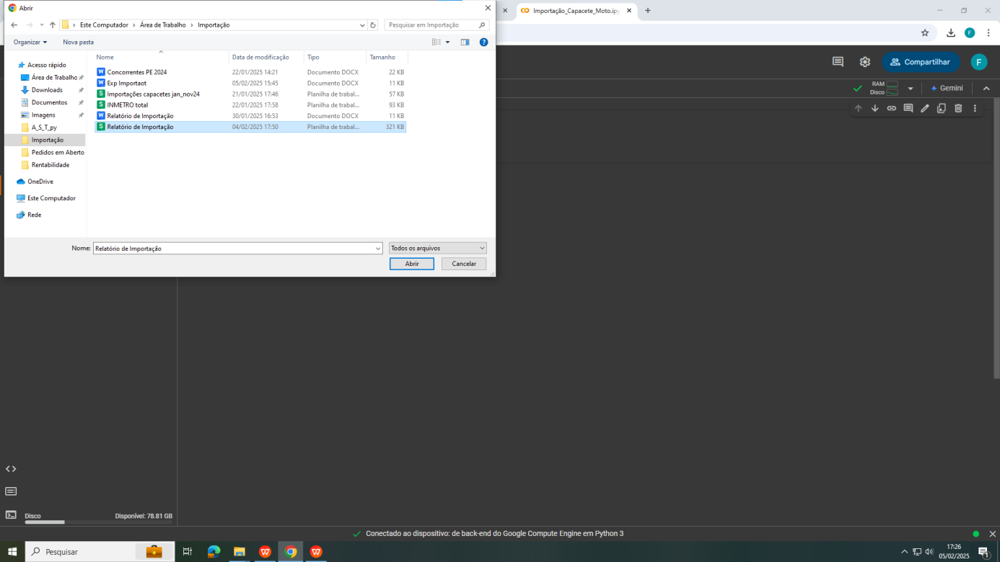 Abrir
Importação_Capacete_Moto.ipy
Este Computador > Área de Trabalho > Importação
Pesquisar em Importação
Organizar
Nova pasta
Nome
Data de modificação
Tipo
Tamanho
Acesso rápido
Área de Trabalho
Downloads
Documentos
Imagens
A_S_T_py
Importação
Pedidos em Aberto
Rentabilidade
OneDrive
Este Computador
Rede
Concorrentes PE 2024 22/01/2025 14:21 Documento DOCX 22 KB
Exp Importaot 05/02/2025 15:45 Documento DOCX 11 KB
Importações capacetes jan_nov24 21/01/2025 17:46 Planilha de trabal... 57 KB
INMETRO total 22/01/2025 17:58 Planilha de trabal... 93 KB
Relatório de Importação 30/01/2025 16:53 Documento DOCX 11 KB
Relatório de Importação 04/02/2025 17:50 Planilha de trabal... 321 KB
Nome: Relatório de Importação
Todos os arquivos
Abrir
Cancelar
F
Compartilhar
F
RAM
Disco
Gemini
Disco
Disponível: 78.81 GB
Conectado ao dispositivo: de back-end do Google Compute Engine em Python 3
Pesquisar
17:26
05/02/2025
1